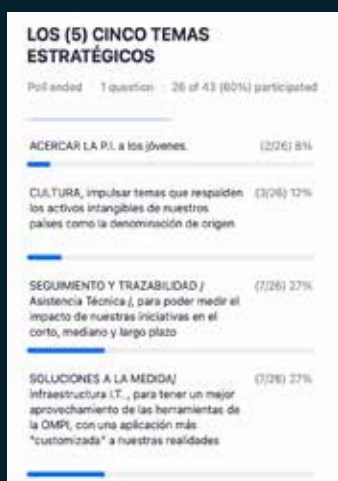 LOS (5) CINCO TEMAS
ESTRATÉGICOS
Poll ended 1 question 26 of 43 (60%) participated
ACERCAR LA P.I. a los jóvenes. (2/26) 8%
CULTURA, impulsar temas que respalden (3/26) 12%
los activos intangibles de nuestros
países como la denominación de origen
SEGUIMIENTO Y TRAZABILIDAD / (7/26) 27%
Asistencia Técnica /, para poder medir el
impacto de nuestras iniciativas en el
corto, mediano y largo plazo
SOLUCIONES A LA MEDIDA/ (7/26) 27%
infraestructura I.T. , para tener un mejor
aprovechamiento de las herramientas de
la OMPI, con una aplicación más
"customizada" a nuestras realidades